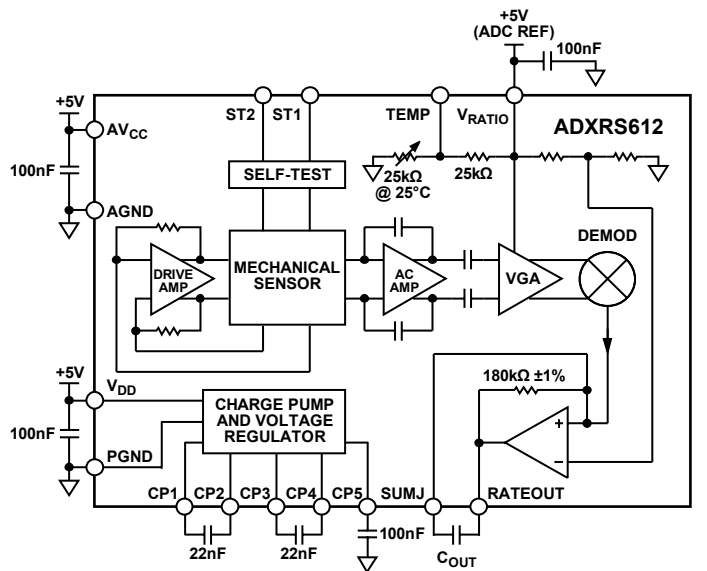 +5V
(ADC REF)
100nF
+5V
ST2
ST1
TEMP
VRATIO
ADXRS612
AVCC
100nF
25kΩ
@ 25°C
25kΩ
SELF-TEST
AGND
DEMOD
DRIVE
AMP
MECHANICAL
SENSOR
AC
AMP
VGA
+5V
VDD
180kΩ ±1%
CHARGE PUMP
AND VOLTAGE
REGULATOR
+
–
100nF
PGND
CP1
CP2
CP3
CP4
CP5
SUMJ
RATEOUT
22nF
22nF
100nF
COUT